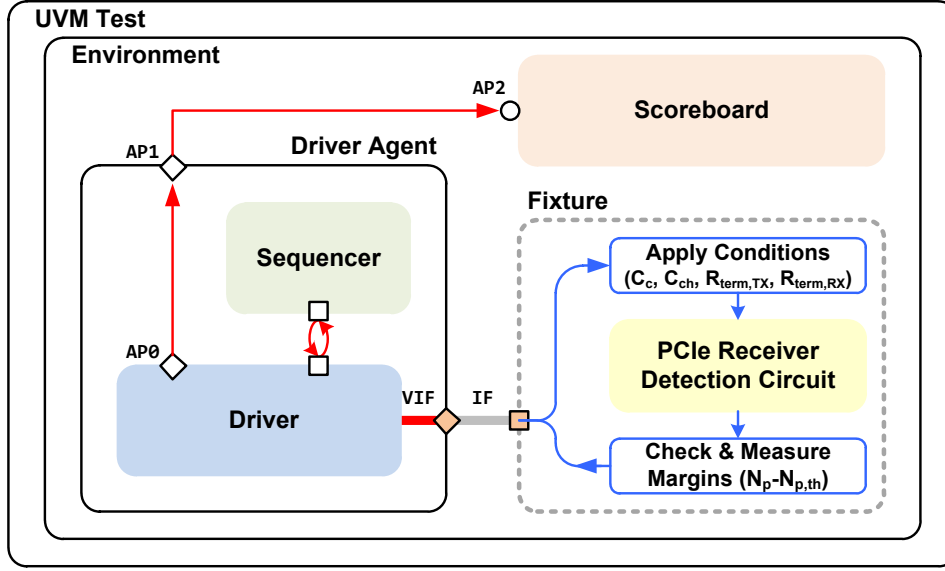 UVM Test
Environment
AP2
Scoreboard
AP1
Driver Agent
Fixture
Sequencer
Apply Conditions
(Cc, Cch, Rterm,TX, Rterm,RX)
PCIe Receiver
Detection Circuit
AP0
VIF
IF
Driver
Check & Measure
Margins (Np-Np,th)